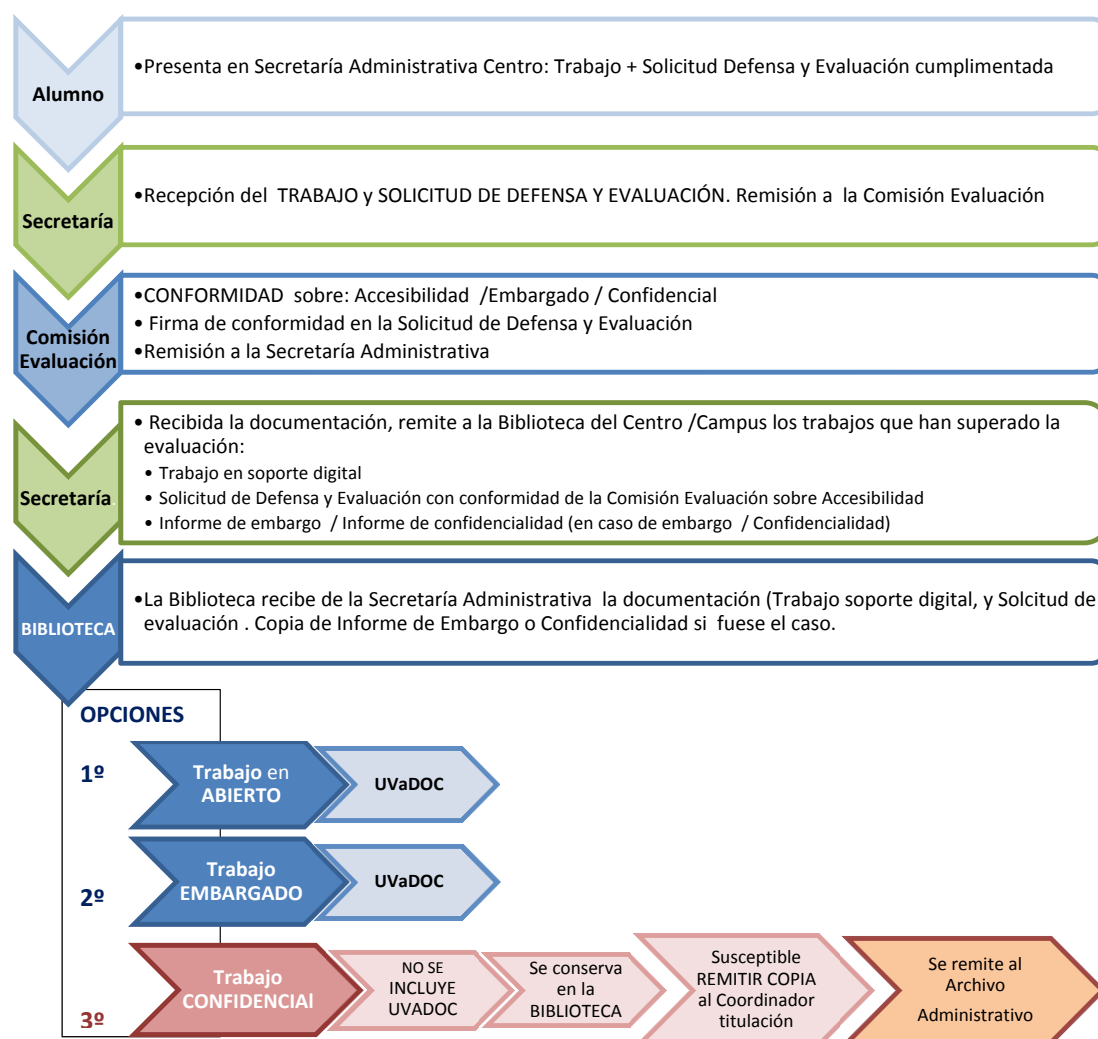 •Presenta en Secretaría Administrativa Centro: Trabajo + Solicitud Defensa y Evaluación cumplimentada
Alumno
•Recepción del TRABAJO y SOLICITUD DE DEFENSA Y EVALUACIÓN. Remisión a la Comisión Evaluación
Secretaría
•CONFORMIDAD sobre: Accesibilidad /Embargado / Confidencial
• Firma de conformidad en la Solicitud de Defensa y Evaluación
•Remisión a la Secretaría Administrativa
Comisión
Evaluación
• Recibida la documentación, remite a la Biblioteca del Centro /Campus los trabajos que han superado la
evaluación:
• Trabajo en soporte digital
• Solicitud de Defensa y Evaluación con conformidad de la Comisión Evaluación sobre Accesibilidad
• Informe de embargo / Informe de confidencialidad (en caso de embargo / Confidencialidad)
Secretaría.
•La Biblioteca recibe de la Secretaría Administrativa la documentación (Trabajo soporte digital, y Solcitud de
evaluación . Copia de Informe de Embargo o Confidencialidad si fuese el caso.
BIBLIOTECA
OPCIONES
1º
Trabajo en
ABIERTO
UVaDOC
2º
Trabajo
EMBARGADO
UVaDOC
3º
Trabajo
CONFIDENCIAl
NO SE
INCLUYE
UVADOC
Se conserva
en la
BIBLIOTECA
Susceptible
REMITIR COPIA
al Coordinador
titulación
Se remite al
Archivo
Administrativo